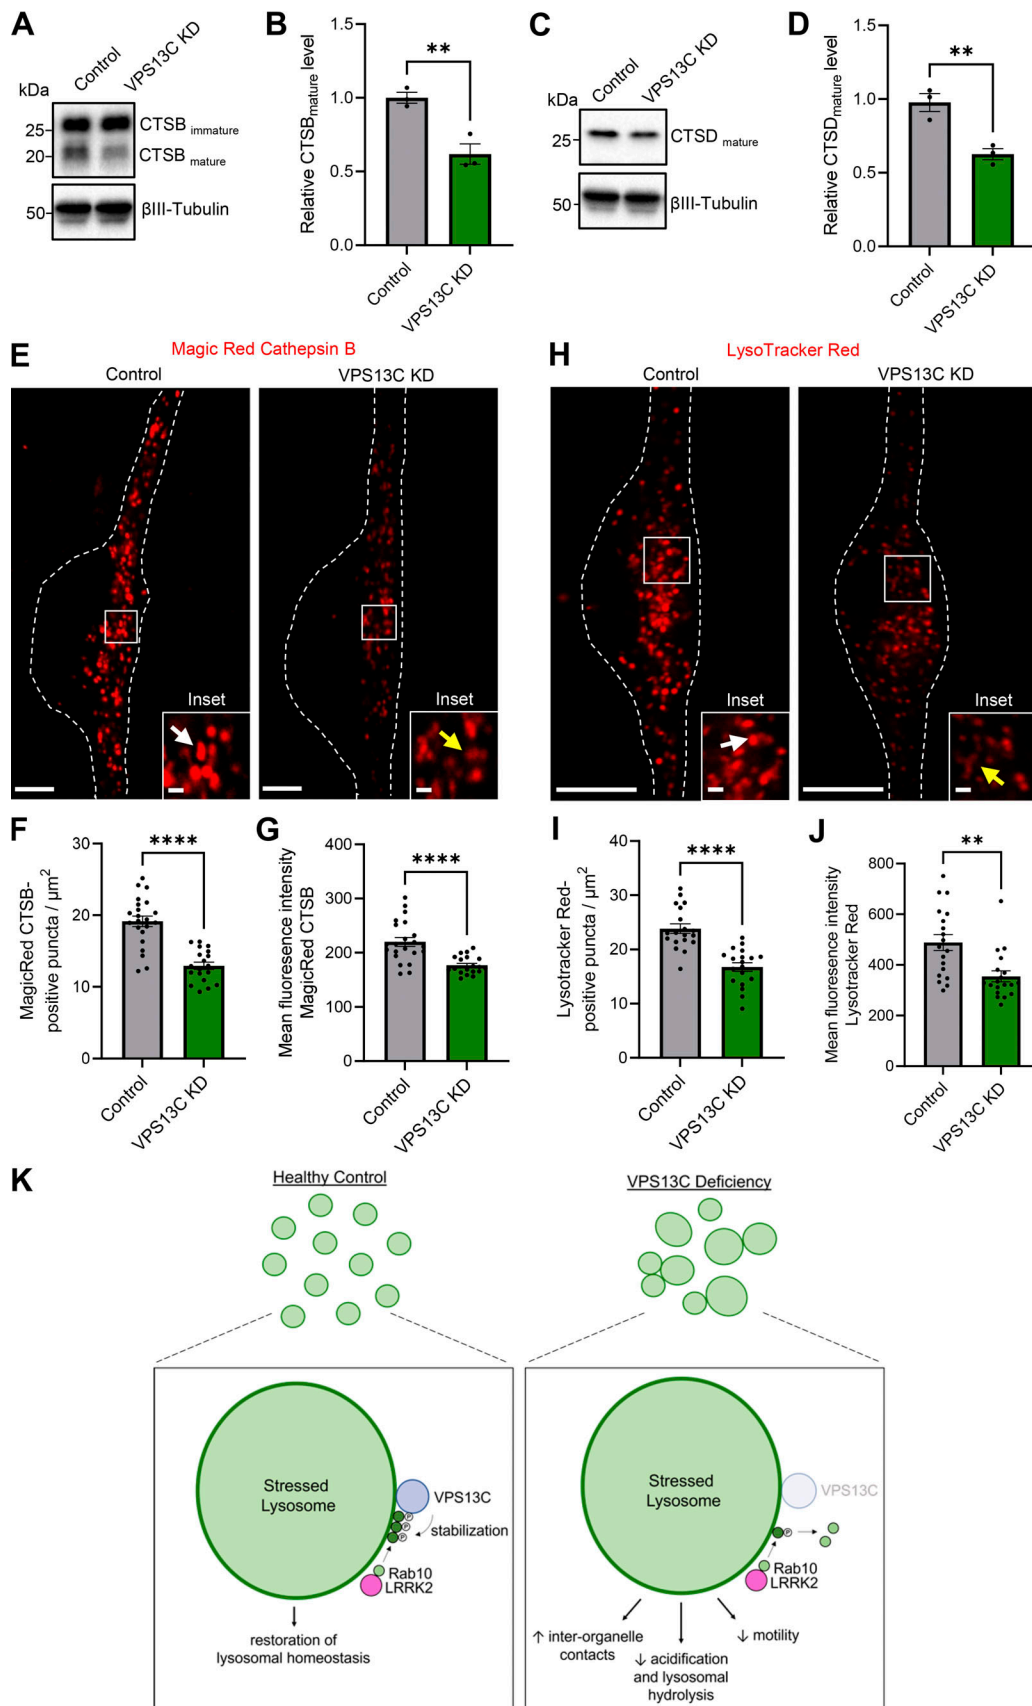 A
Control
VPS13C KD
kDa
25
20
CTSB immature
CTSB mature
50
βIII-Tubulin
B
Relative CTSBmature level
1.5
1.0
0.5
0.0
**
Control
VPS13C KD
C
Control
VPS13C KD
kDa
25
CTSD mature
50
βIII-Tubulin
D
Relative CTSDmature level
1.5
1.0
0.5
0.0
**
Control
VPS13C KD
E
Magic Red Cathepsin B
Control
VPS13C KD
Inset
Inset
H
LysoTracker Red
Control
VPS13C KD
Inset
Inset
F
MagicRed CTSB-
positive puncta / µm²
30
20
10
0
****
Control
VPS13C KD
G
Mean fluoresence intensity
MagicRed CTSB
400
300
200
100
0
****
Control
VPS13C KD
I
Lysotracker Red-
positive puncta / µm²
40
30
20
10
0
****
Control
VPS13C KD
J
Mean fluoresence intensity
Lysotracker Red
800
600
400
200
0
**
Control
VPS13C KD
K
Healthy Control
VPS13C Deficiency
Stressed
Lysosome
VPS13C
P
P
P
stabilization
Rab10
LRRK2
restoration of
lysosomal homeostasis
Stressed
Lysosome
VPS13C
P
Rab10
LRRK2
↑ inter-organelle
contacts
↓ acidification
and lysosomal
hydrolysis
↓ motility